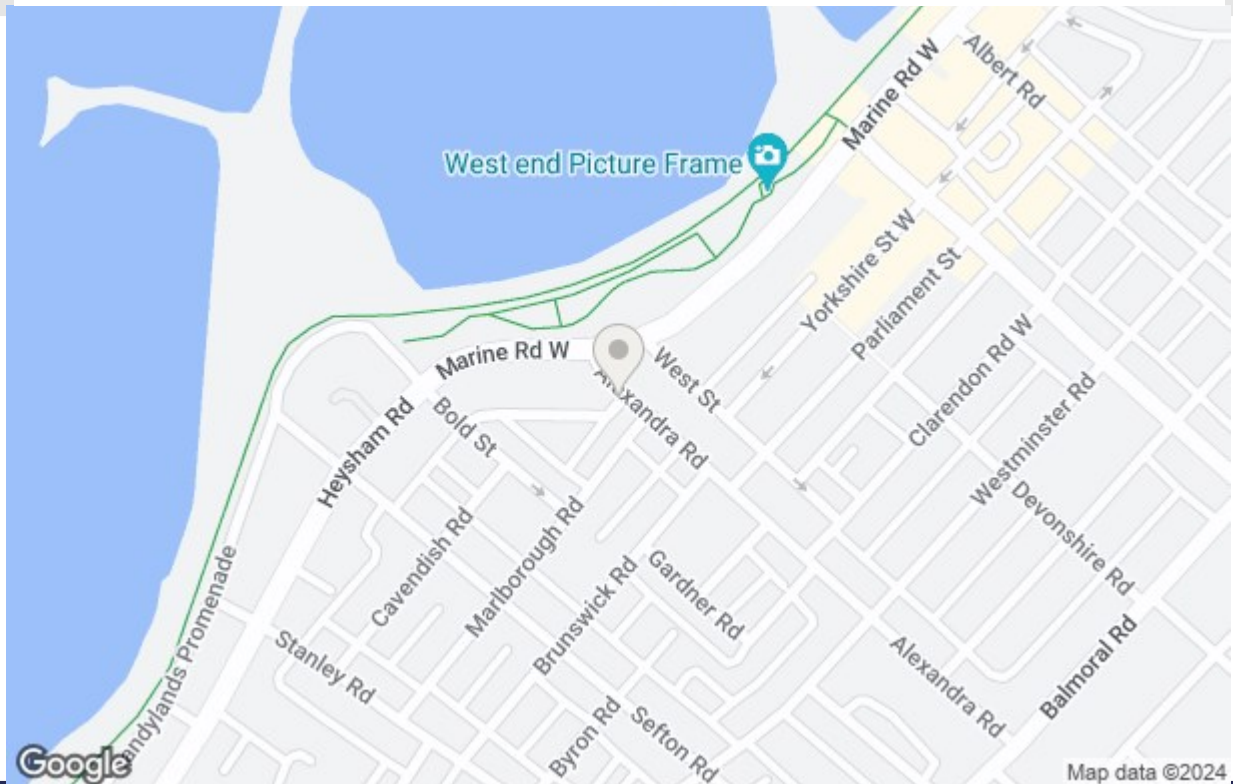 Marine Rd W
Albert Rd
West end Picture Frame
Yorkshire St W
Parliament St
Marine Rd W
West St
Alexandra Rd
Clarendon Rd W
Westminster Rd
Heysham Rd
Bold St
Devonshire Rd
Cavendish Rd
Marlborough Rd
Brunswick Rd
Gardner Rd
Sandylands Promenade
Stanley Rd
Alexandra Rd
Balmoral Rd
Byron Rd
Sefton Rd
Google
Map data ©2024